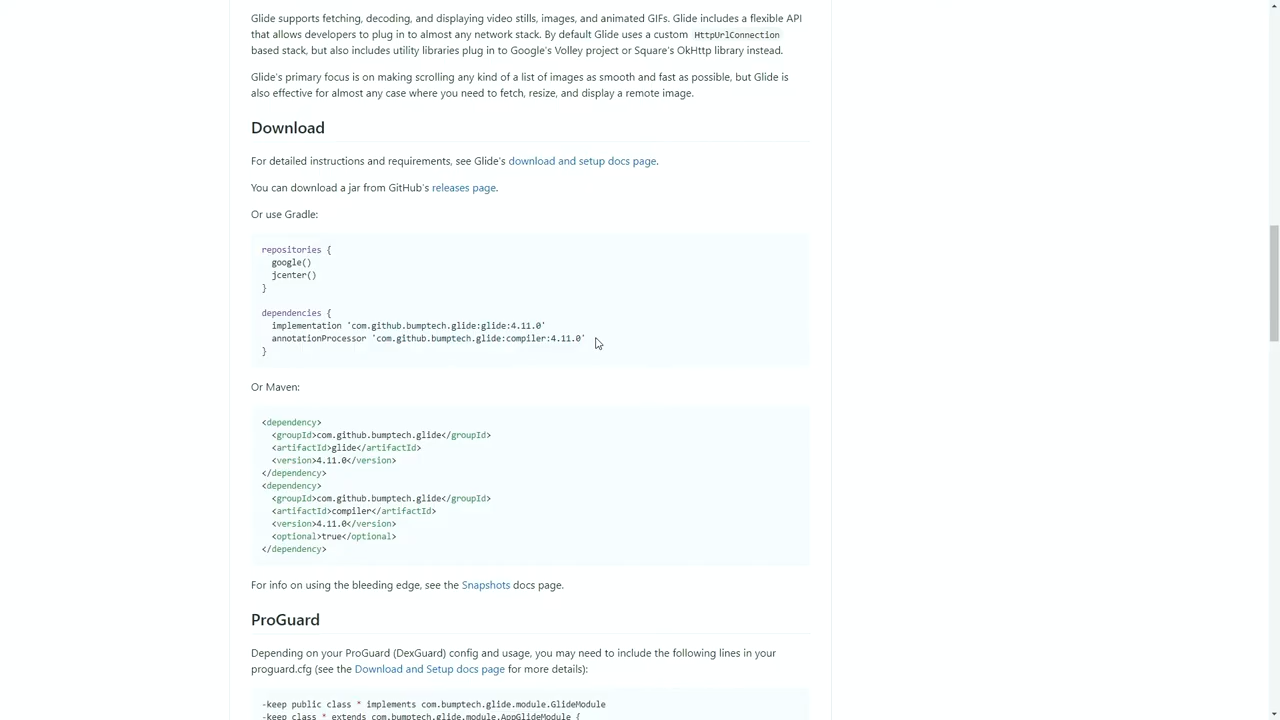 Glide supports fetching, decoding, and displaying video stills, images, and animated GIFs. Glide includes a flexible API
that allows developers to plug in to almost any network stack. By default Glide uses a custom HttpUrlConnection
based stack, but also includes utility libraries plug in to Google's Volley project or Square's OkHttp library instead.
Glide's primary focus is on making scrolling any kind of a list of images as smooth and fast as possible, but Glide is
also effective for almost any case where you need to fetch, resize, and display a remote image.
Download
For detailed instructions and requirements, see Glide's download and setup docs page.
You can download a jar from GitHub's releases page.
Or use Gradle:
repositories {
  google()
  jcenter()
}
dependencies {
  implementation 'com.github.bumptech.glide:glide:4.11.0'
  annotationProcessor 'com.github.bumptech.glide:compiler:4.11.0'
}
Or Maven:
<dependency>
  <groupId>com.github.bumptech.glide</groupId>
  <artifactId>glide</artifactId>
  <version>4.11.0</version>
</dependency>
<dependency>
  <groupId>com.github.bumptech.glide</groupId>
  <artifactId>compiler</artifactId>
  <version>4.11.0</version>
  <optional>true</optional>
</dependency>
For info on using the bleeding edge, see the Snapshots docs page.
ProGuard
Depending on your ProGuard (DexGuard) config and usage, you may need to include the following lines in your
proguard.cfg (see the Download and Setup docs page for more details):
-keep public class * implements com.bumptech.glide.module.GlideModule
-keep class * extends com.bumptech.glide.module.AppGlideModule {